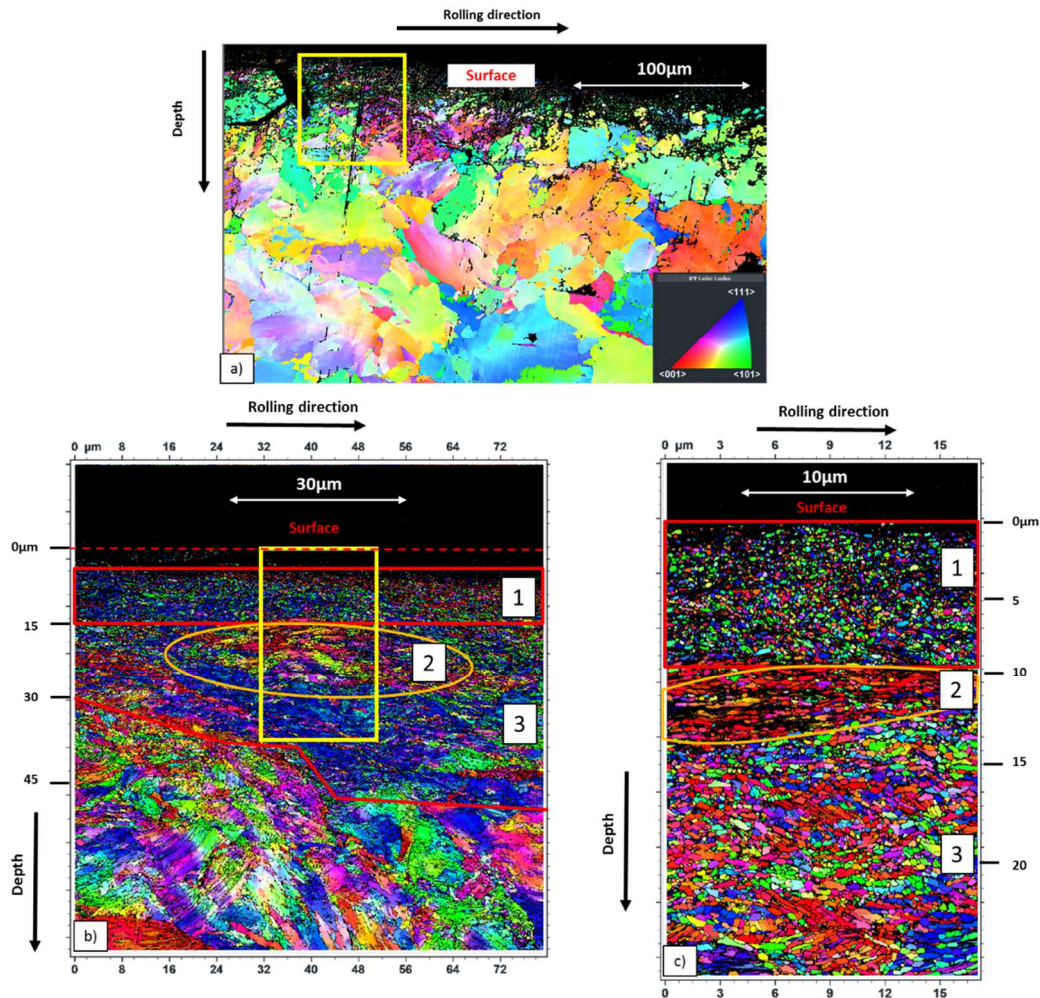 Rolling direction
Depth
Surface
100µm
IPF Color Codes
<111>
<001>
<101>
a)
Rolling direction
0 µm 8 16 24 32 40 48 56 64 72
30µm
Surface
0µm
15
30
45
1
2
3
Depth
b)
0 8 16 24 32 40 48 56 64 72
Rolling direction
0 µm 3 6 9 12 15
10µm
Surface
0µm
5
10
15
20
1
2
3
Depth
c)
0 3 6 9 12 15